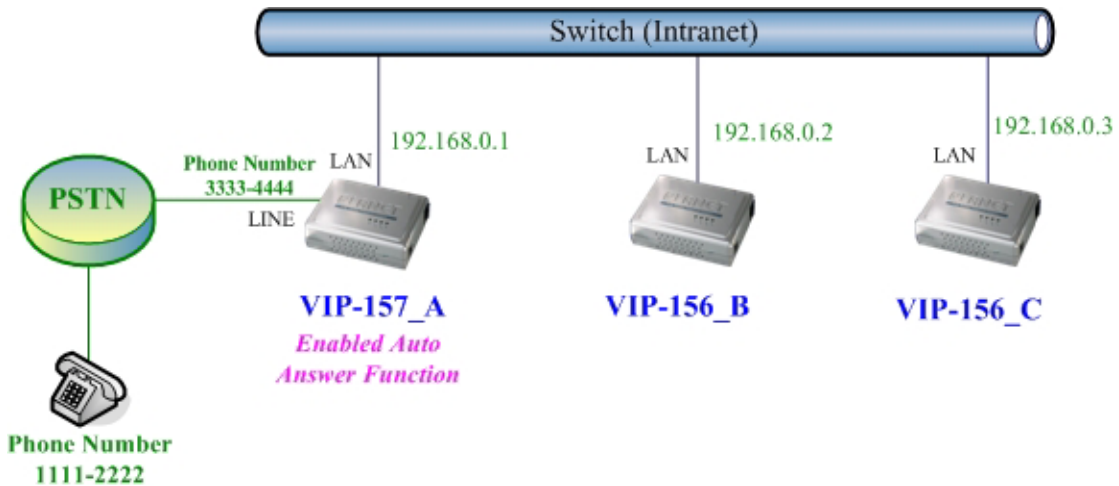 Switch (Intranet)
192.168.0.1
192.168.0.2
192.168.0.3
LAN
LAN
LAN
Phone Number
3333-4444
PSTN
LINE
PLANET
VIP-157_A
VIP-156_B
VIP-156_C
Enabled Auto
Answer Function
Phone Number
1111-2222